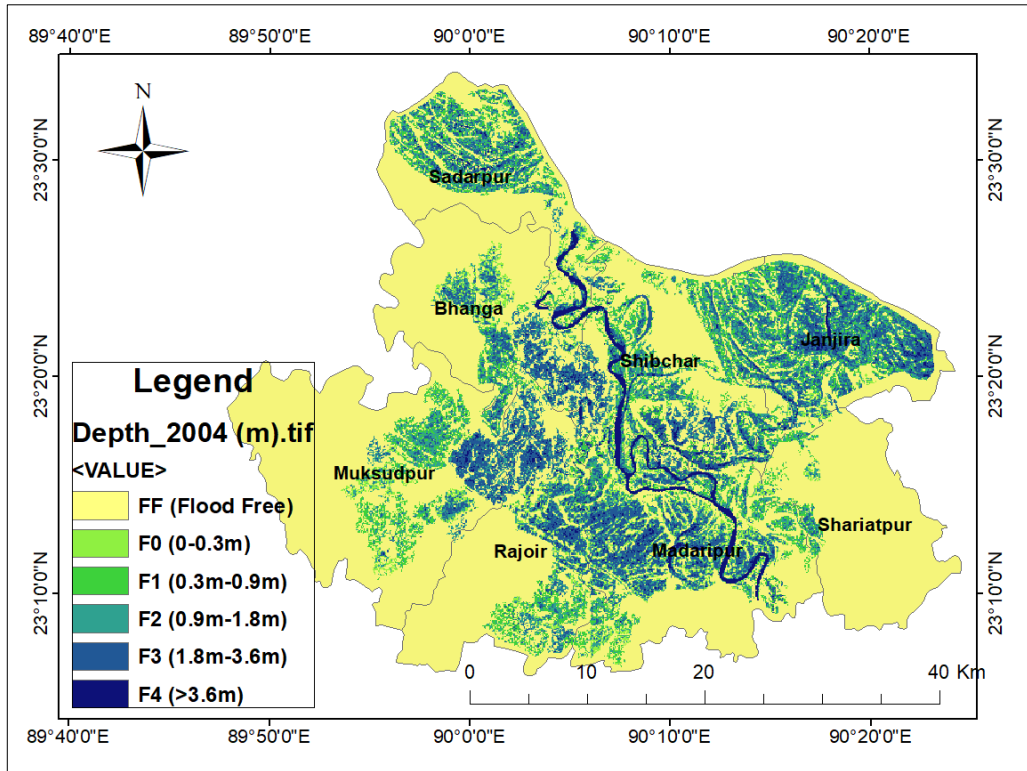 89°40'0"E 89°50'0"E 90°0'0"E 90°10'0"E 90°20'0"E
N
23°30'0"N 23°30'0"N
Sadarpur
Bhanga
Janjira
Shibchar
23°20'0"N 23°20'0"N
Legend
Depth_2004 (m).tif
<VALUE>
FF (Flood Free)
F0 (0-0.3m)
F1 (0.3m-0.9m)
F2 (0.9m-1.8m)
F3 (1.8m-3.6m)
F4 (>3.6m)
Muksudpur
Shariatpur
Rajoir
Madaripur
23°10'0"N 23°10'0"N
0 10 20 40 Km
89°40'0"E 89°50'0"E 90°0'0"E 90°10'0"E 90°20'0"E